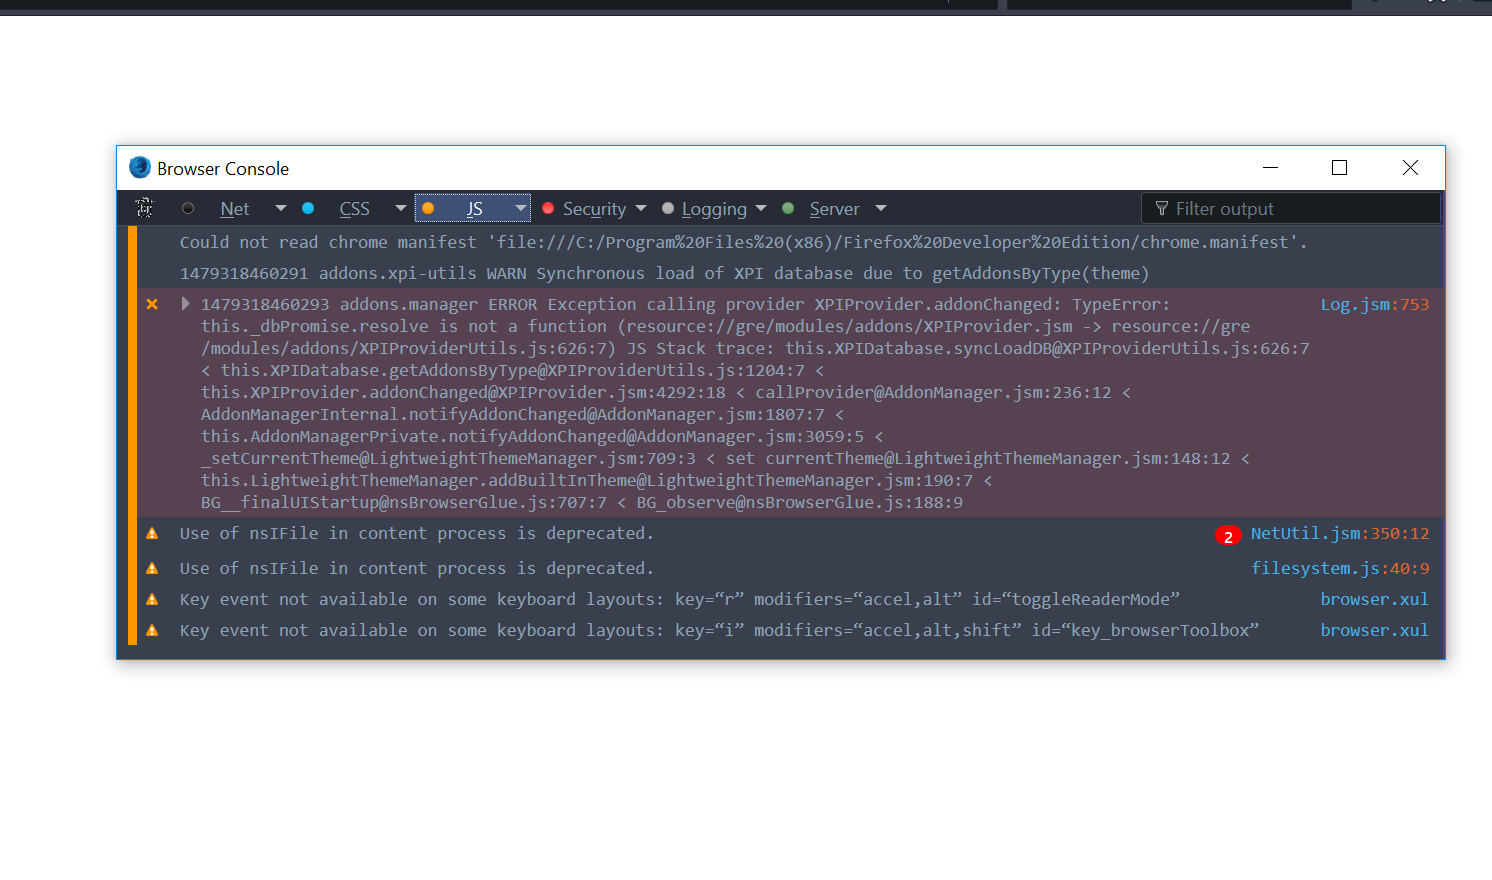 Browser Console
Net CSS JS Security Logging Server Filter output
Could not read chrome manifest 'file:///C:/Program%20Files%20(x86)/Firefox%20Developer%20Edition/chrome.manifest'.
1479318460291 addons.xpi-utils WARN Synchronous load of XPI database due to getAddonsByType(theme)
1479318460293 addons.manager ERROR Exception calling provider XPIProvider.addonChanged: TypeError: Log.jsm:753
this._dbPromise.resolve is not a function (resource://gre/modules/addons/XPIProvider.jsm -> resource://gre
/modules/addons/XPIProviderUtils.js:626:7) JS Stack trace: this.XPIDatabase.syncLoadDB@XPIProviderUtils.js:626:7
< this.XPIDatabase.getAddonsByType@XPIProviderUtils.js:1204:7 <
this.XPIProvider.addonChanged@XPIProvider.jsm:4292:18 < callProvider@AddonManager.jsm:236:12 <
AddonManagerInternal.notifyAddonChanged@AddonManager.jsm:1807:7 <
this.AddonManagerPrivate.notifyAddonChanged@AddonManager.jsm:3059:5 <
_setCurrentTheme@LightweightThemeManager.jsm:709:3 < set currentTheme@LightweightThemeManager.jsm:148:12 <
this.LightweightThemeManager.addBuiltInTheme@LightweightThemeManager.jsm:190:7 <
BG__finalUIStartup@nsBrowserGlue.js:707:7 < BG_observe@nsBrowserGlue.js:188:9
Use of nsIFile in content process is deprecated. 2 NetUtil.jsm:350:12
Use of nsIFile in content process is deprecated. filesystem.js:40:9
Key event not available on some keyboard layouts: key=“r” modifiers=“accel,alt” id=“toggleReaderMode” browser.xul
Key event not available on some keyboard layouts: key=“i” modifiers=“accel,alt,shift” id=“key_browserToolbox” browser.xul